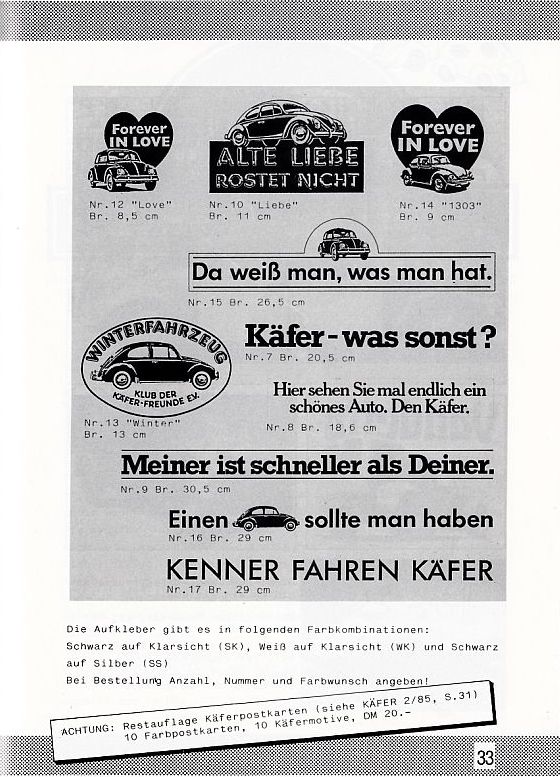 Forever
IN LOVE
Nr.12 "Love"
Br. 8,5 cm
ALTE LIEBE
ROSTET NICHT
Nr.10 "Liebe"
Br. 11 cm
Forever
IN LOVE
Nr.14 "1303"
Br. 9 cm
Da weiß man, was man hat.
Nr.15 Br. 26,5 cm
WINTERFAHRZEUG
KLUB DER
KÄFER-FREUNDE EV.
Nr.13 "Winter"
Br. 13 cm
Käfer - was sonst?
Nr.7 Br. 20,5 cm
Hier sehen Sie mal endlich ein
schönes Auto. Den Käfer.
Nr.8 Br. 18,6 cm
Meiner ist schneller als Deiner.
Nr.9 Br. 30,5 cm
Einen sollte man haben
Nr.16 Br. 29 cm
KENNER FAHREN KÄFER
Nr.17 Br. 29 cm
Die Aufkleber gibt es in folgenden Farbkombinationen:
Schwarz auf Klarsicht (SK), Weiß auf Klarsicht (WK) und Schwarz
auf Silber (SS)
Bei Bestellung Anzahl, Nummer und Farbwunsch angeben!
ACHTUNG: Restauflage Käferpostkarten (siehe KÄFER 2/85, S.31)
10 Farbpostkarten, 10 Käfermotive, DM 20.-
33